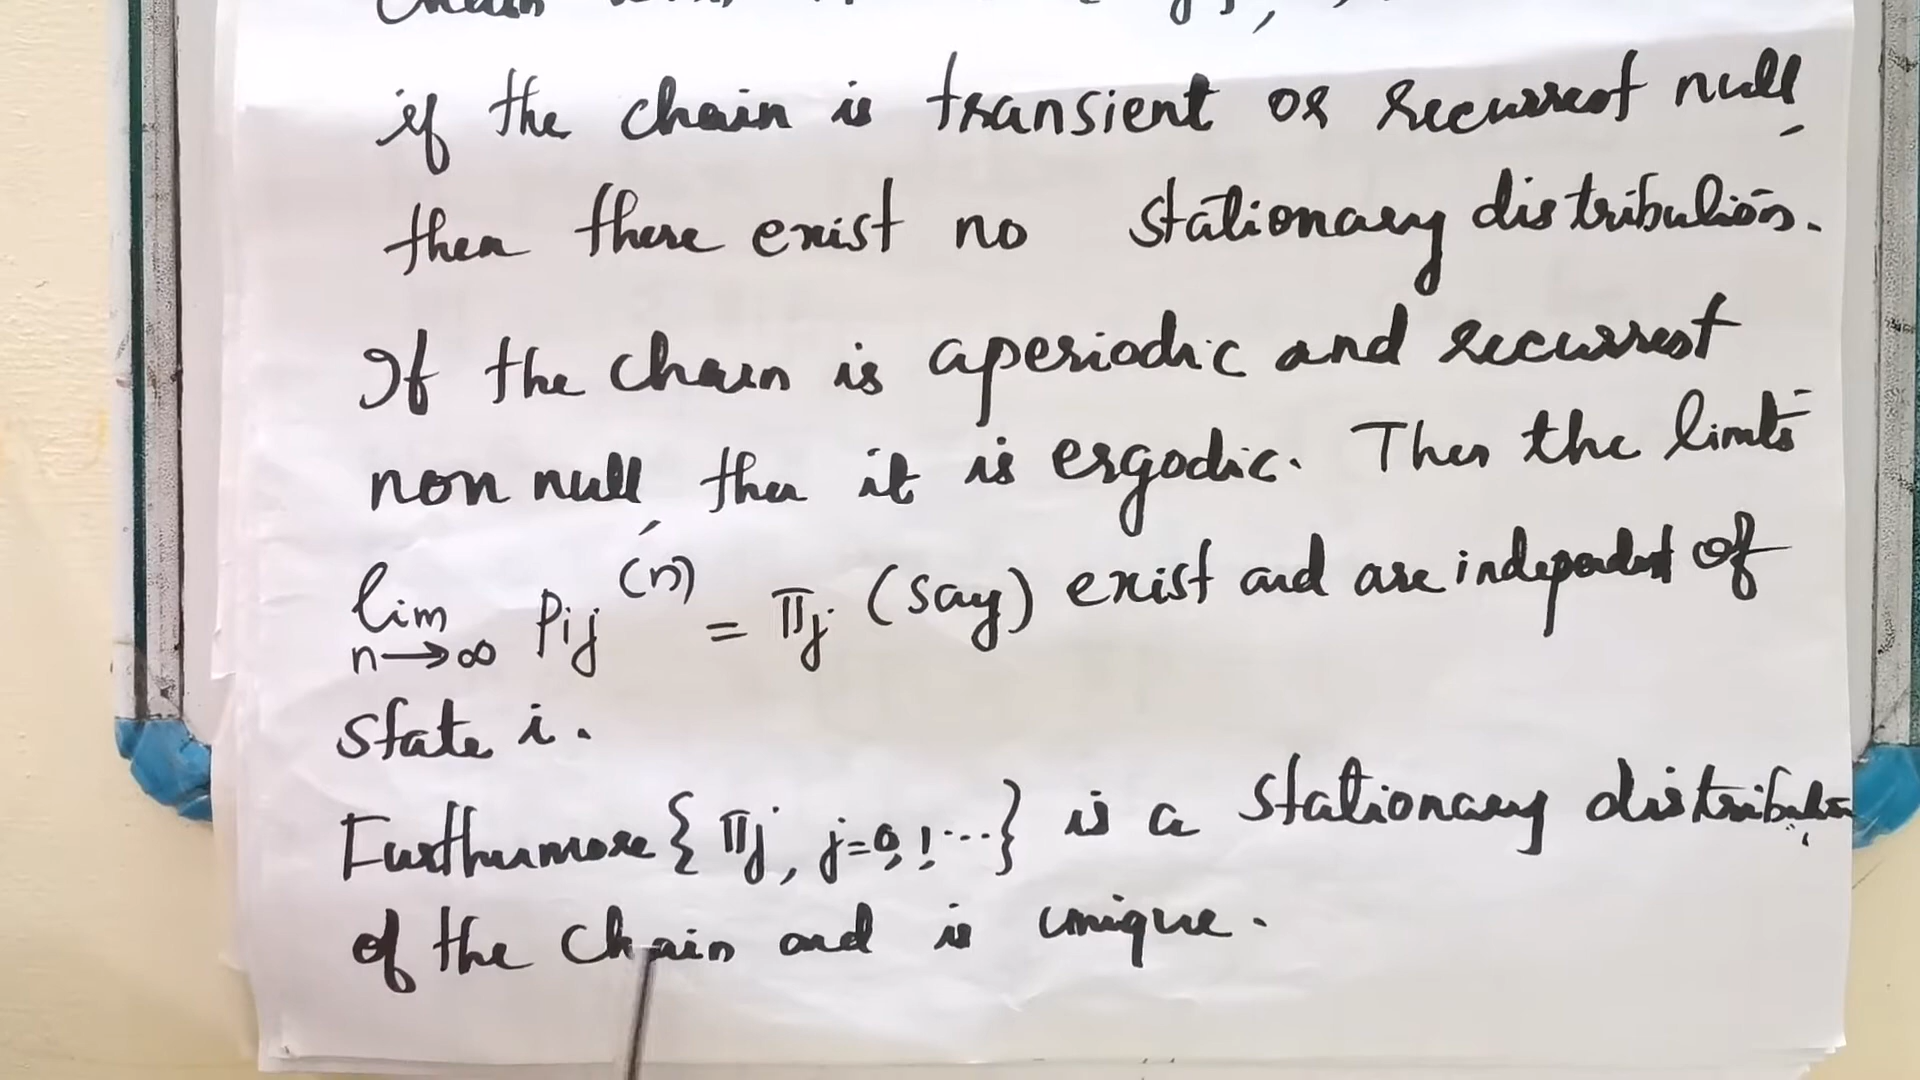 chain
if the chain is transient or recurrent null,
then there exist no stationary distribution.
If the chain is aperiodic and recurrent
non null, then it is ergodic. Then the limits
lim n→∞ Pij (n) = πj (say) exist and are independent of
state i.
Furthermore {πj, j=0,1,...} is a stationary distribution
of the chain and is unique.